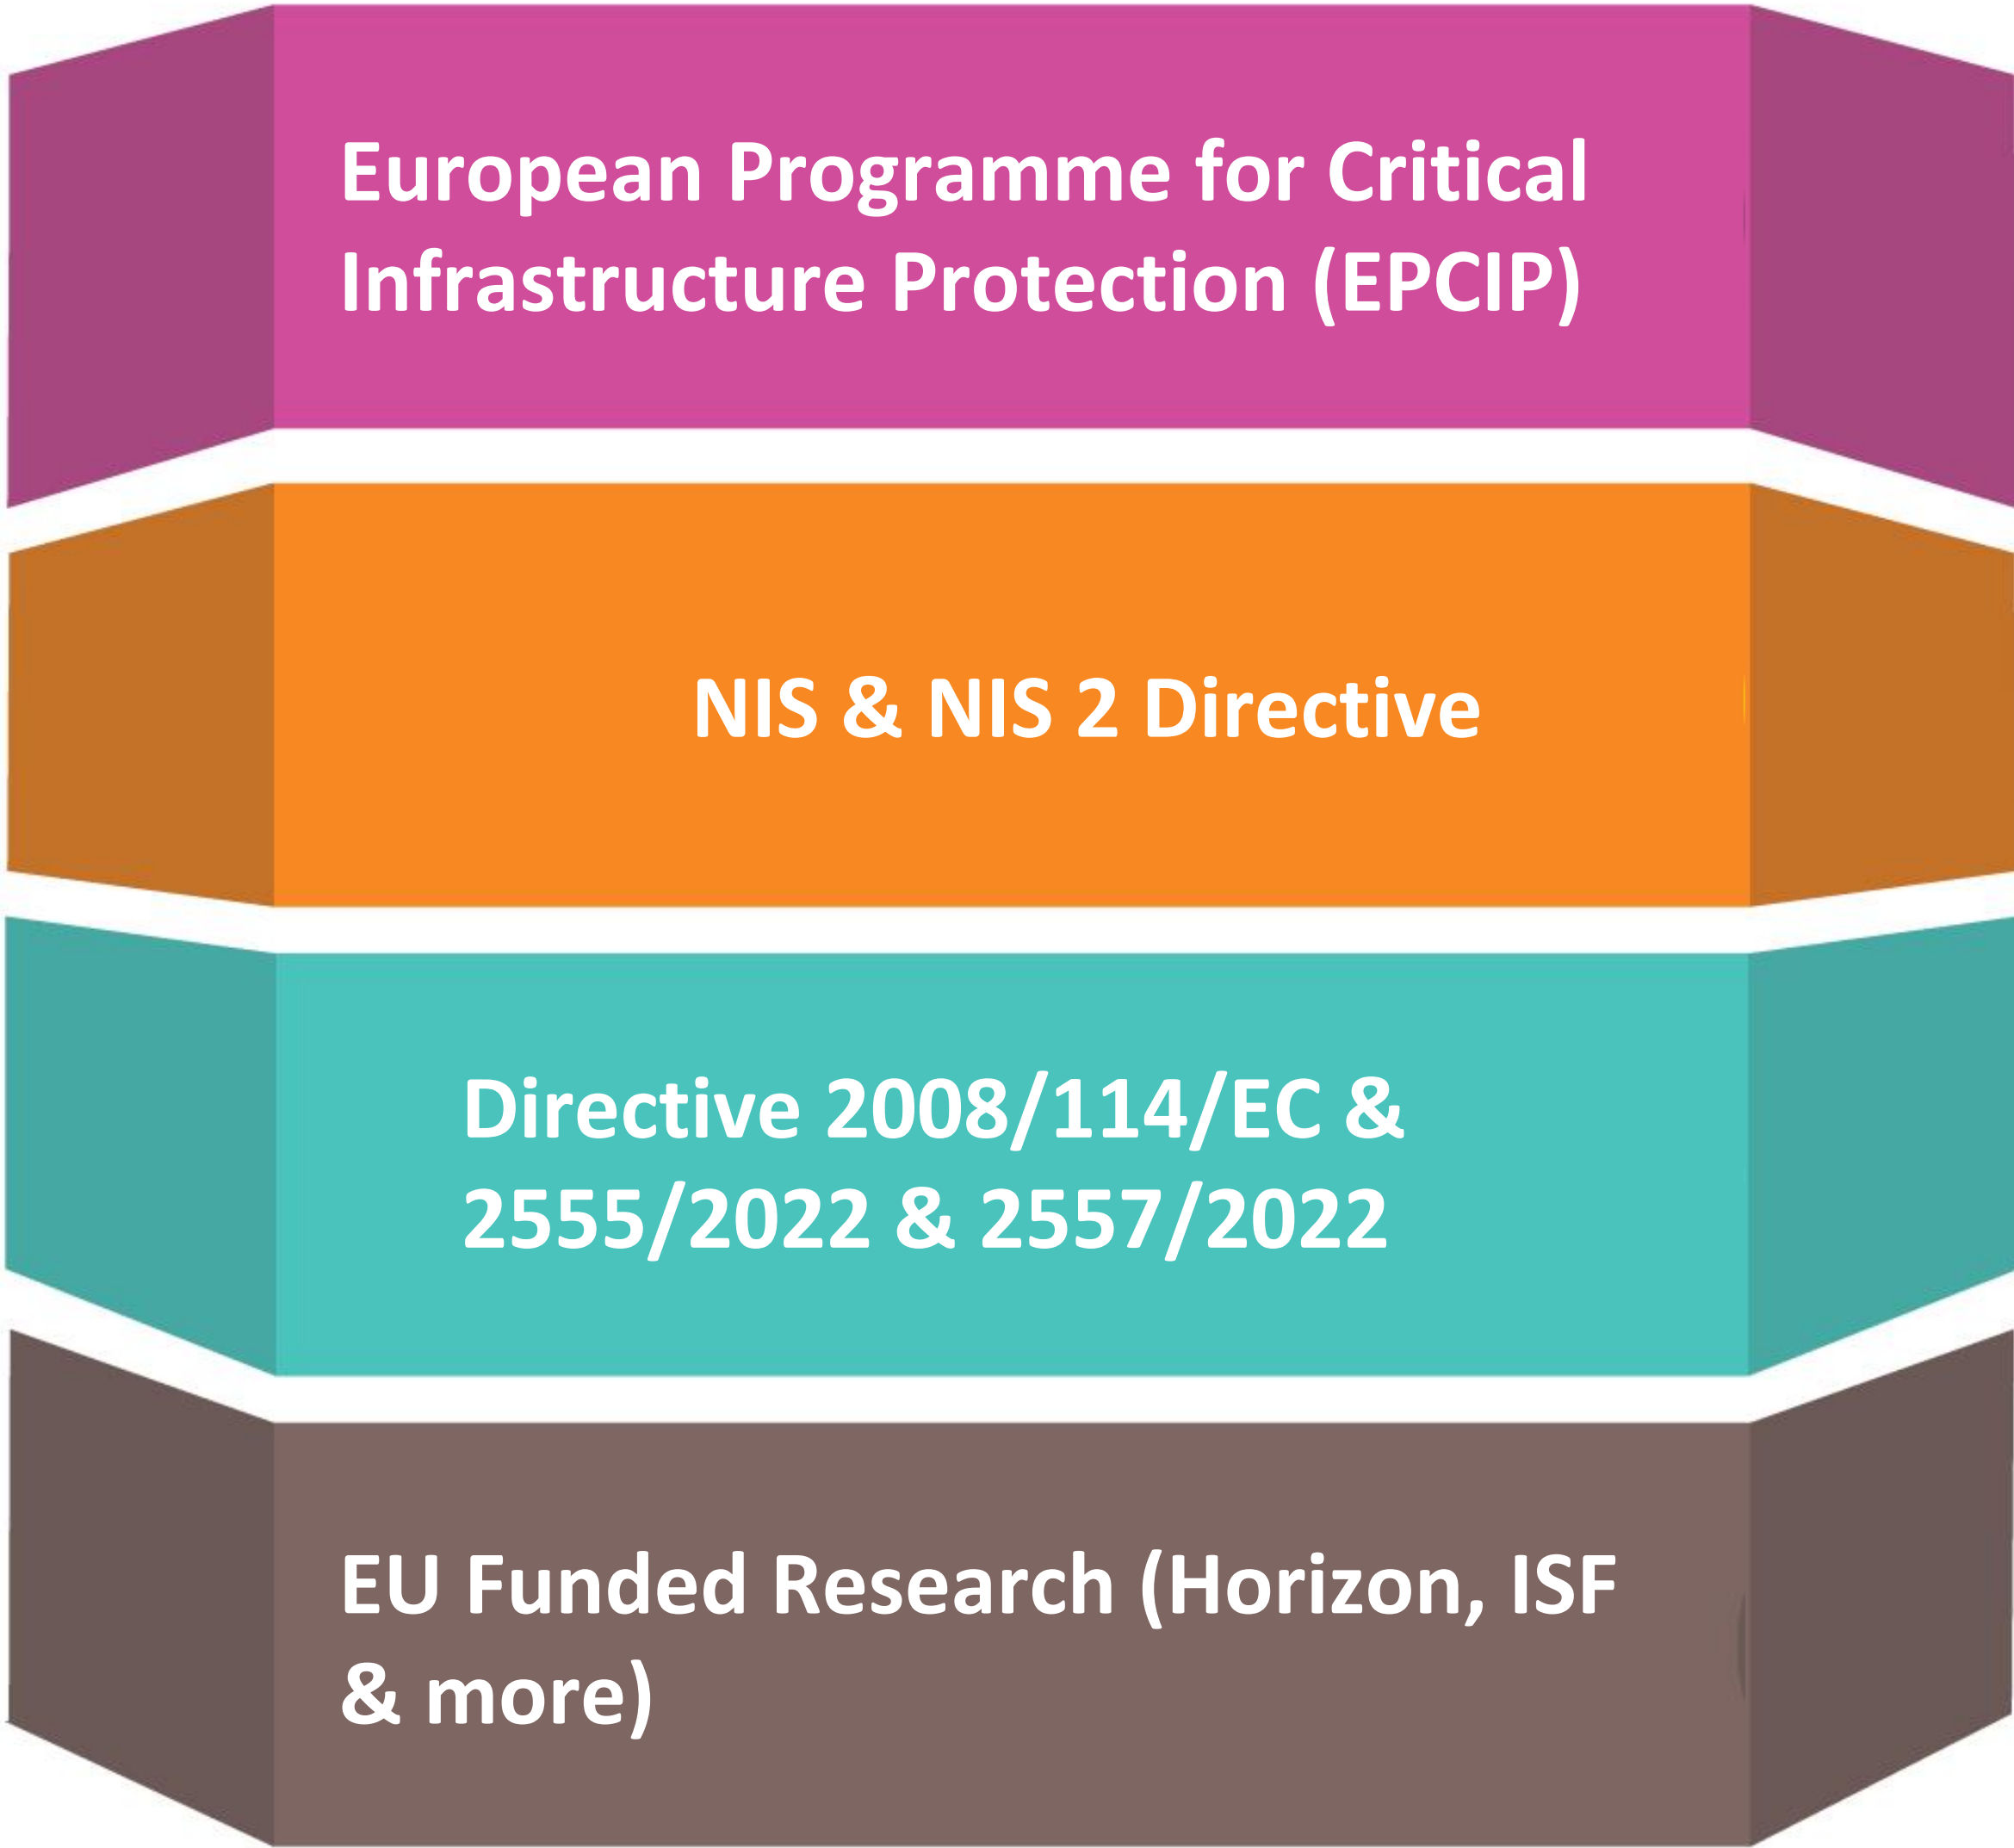 European Programme for Critical
Infrastructure Protection (EPCIP)
NIS & NIS 2 Directive
Directive 2008/114/EC &
2555/2022 & 2557/2022
EU Funded Research (Horizon, ISF
& more)